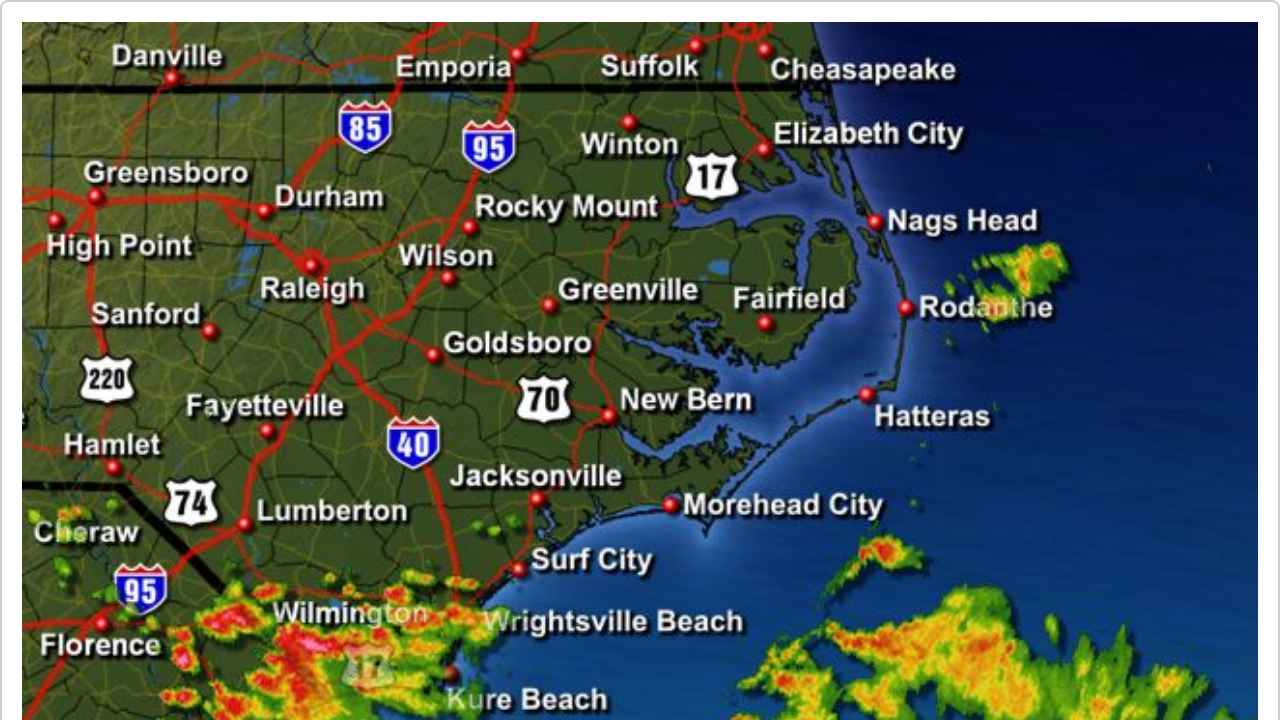 Danville
Emporia
Suffolk
Cheasapeake
85
95
Winton
Elizabeth City
17
Greensboro
Durham
Rocky Mount
Nags Head
High Point
Wilson
Raleigh
Greenville
Fairfield
Rodanthe
Sanford
Goldsboro
220
Fayetteville
70
New Bern
Hatteras
Hamlet
40
Jacksonville
74
Lumberton
Morehead City
Cheraw
Surf City
95
Wilmington
Wrightsville Beach
Florence
17
Kure Beach